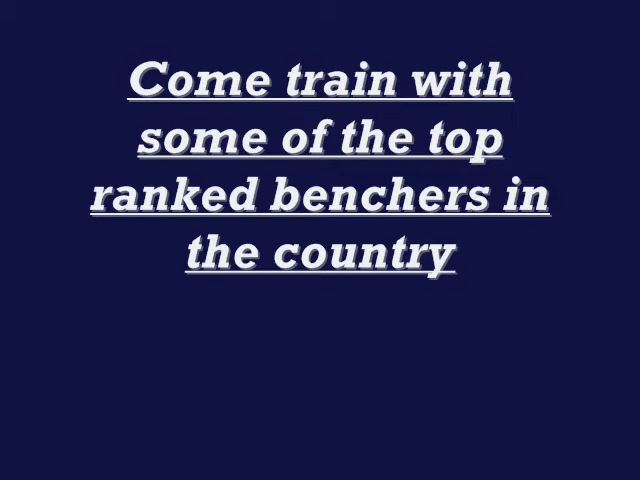 Come train with
some of the top
ranked benchers in
the country